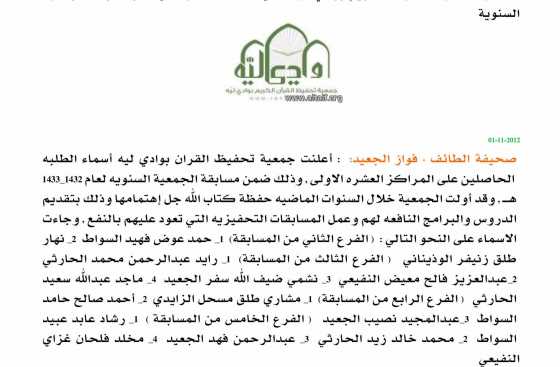 السنوية
وادي ليه
جمعية تحفيظ القرآن الكريم بوادي ليه
www.altaif.org
01-11-2012
صحيفة الطائف - فواز الجعيد: : أعلنت جمعية تحفيظ القران بوادي ليه أسماء الطلبه
الحاصلين على المراكز العشره الاولى , وذلك ضمن مسابقة الجمعية السنويه لعام 1432_1433
هـ , وقد أولت الجمعية خلال السنوات الماضيه حفظة كتاب الله جل إهتمامها وذلك بتقديم
الدروس والبرامج النافعه لهم وعمل المسابقات التحفيزيه التي تعود عليهم بالنفع , وجاءت
الاسماء على النحو التالي : ( الفرع الثاني من المسابقة) 1_ حمد عوض فهيد السواط 2_ نهار
طلق زنيفر الوذيناني ( الفرع الثالث من المسابقة) 1_ رايد عبدالرحمن محمد الحارثي
2_عبدالعزيز فالح معيض النفيعي 3_ نشمي ضيف الله سفر الجعيد 4_ ماجد عبدالله سعيد
الحارثي ( الفرع الرابع من المسابقة) 1_ مشاري طلق مسحل الزايدي 2_ أحمد صالح حامد
السواط 3_عبدالمجيد نصيب الجعيد ( الفرع الخامس من المسابقة ) 1_ رشاد عابد عبيد
السواط 2_ محمد خالد زيد الحارثي 3_ عبدالرحمن فهد الجعيد 4_ مخلد فلحان غزاي
النفيعي